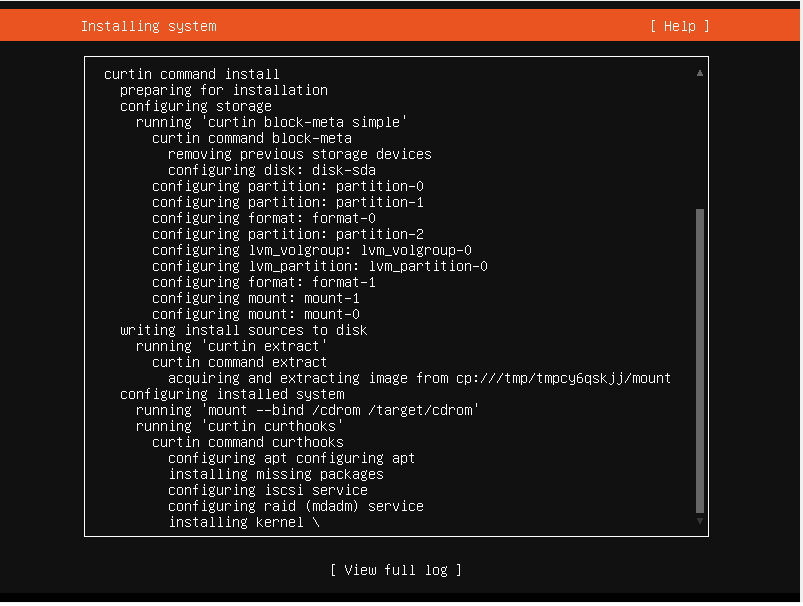 Installing system [ Help ]
curtin command install
preparing for installation
configuring storage
running 'curtin block-meta simple'
curtin command block-meta
removing previous storage devices
configuring disk: disk-sda
configuring partition: partition-0
configuring partition: partition-1
configuring format: format-0
configuring partition: partition-2
configuring lvm_volgroup: lvm_volgroup-0
configuring lvm_partition: lvm_partition-0
configuring format: format-1
configuring mount: mount-1
configuring mount: mount-0
writing install sources to disk
running 'curtin extract'
curtin command extract
acquiring and extracting image from cp:///tmp/tmpcy6qskjj/mount
configuring installed system
running 'mount --bind /cdrom /target/cdrom'
running 'curtin curthooks'
curtin command curthooks
configuring apt configuring apt
installing missing packages
configuring iscsi service
configuring raid (mdadm) service
installing kernel \
[ View full log ]